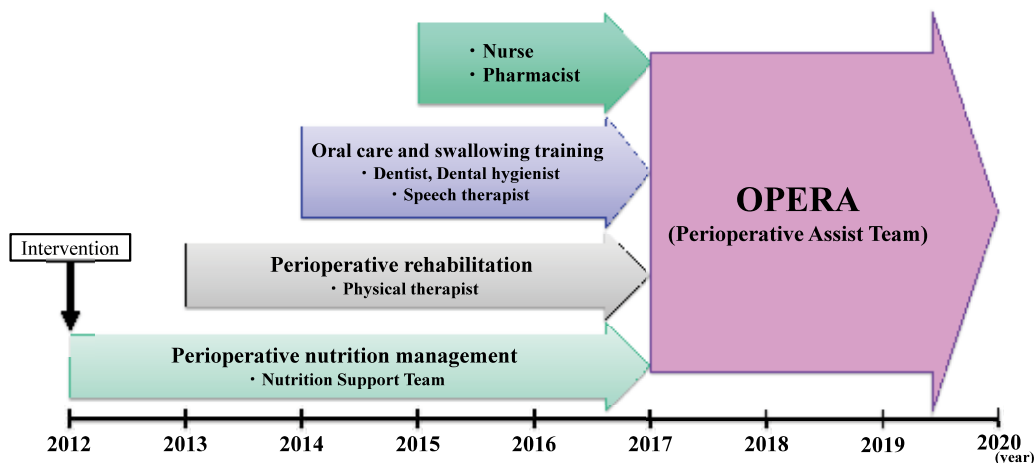 ・Nurse
・Pharmacist
Oral care and swallowing training
・Dentist, Dental hygienist
・Speech therapist
OPERA
(Perioperative Assist Team)
Intervention
Perioperative rehabilitation
・Physical therapist
Perioperative nutrition management
・Nutrition Support Team
2012 2013 2014 2015 2016 2017 2018 2019 2020
(year)